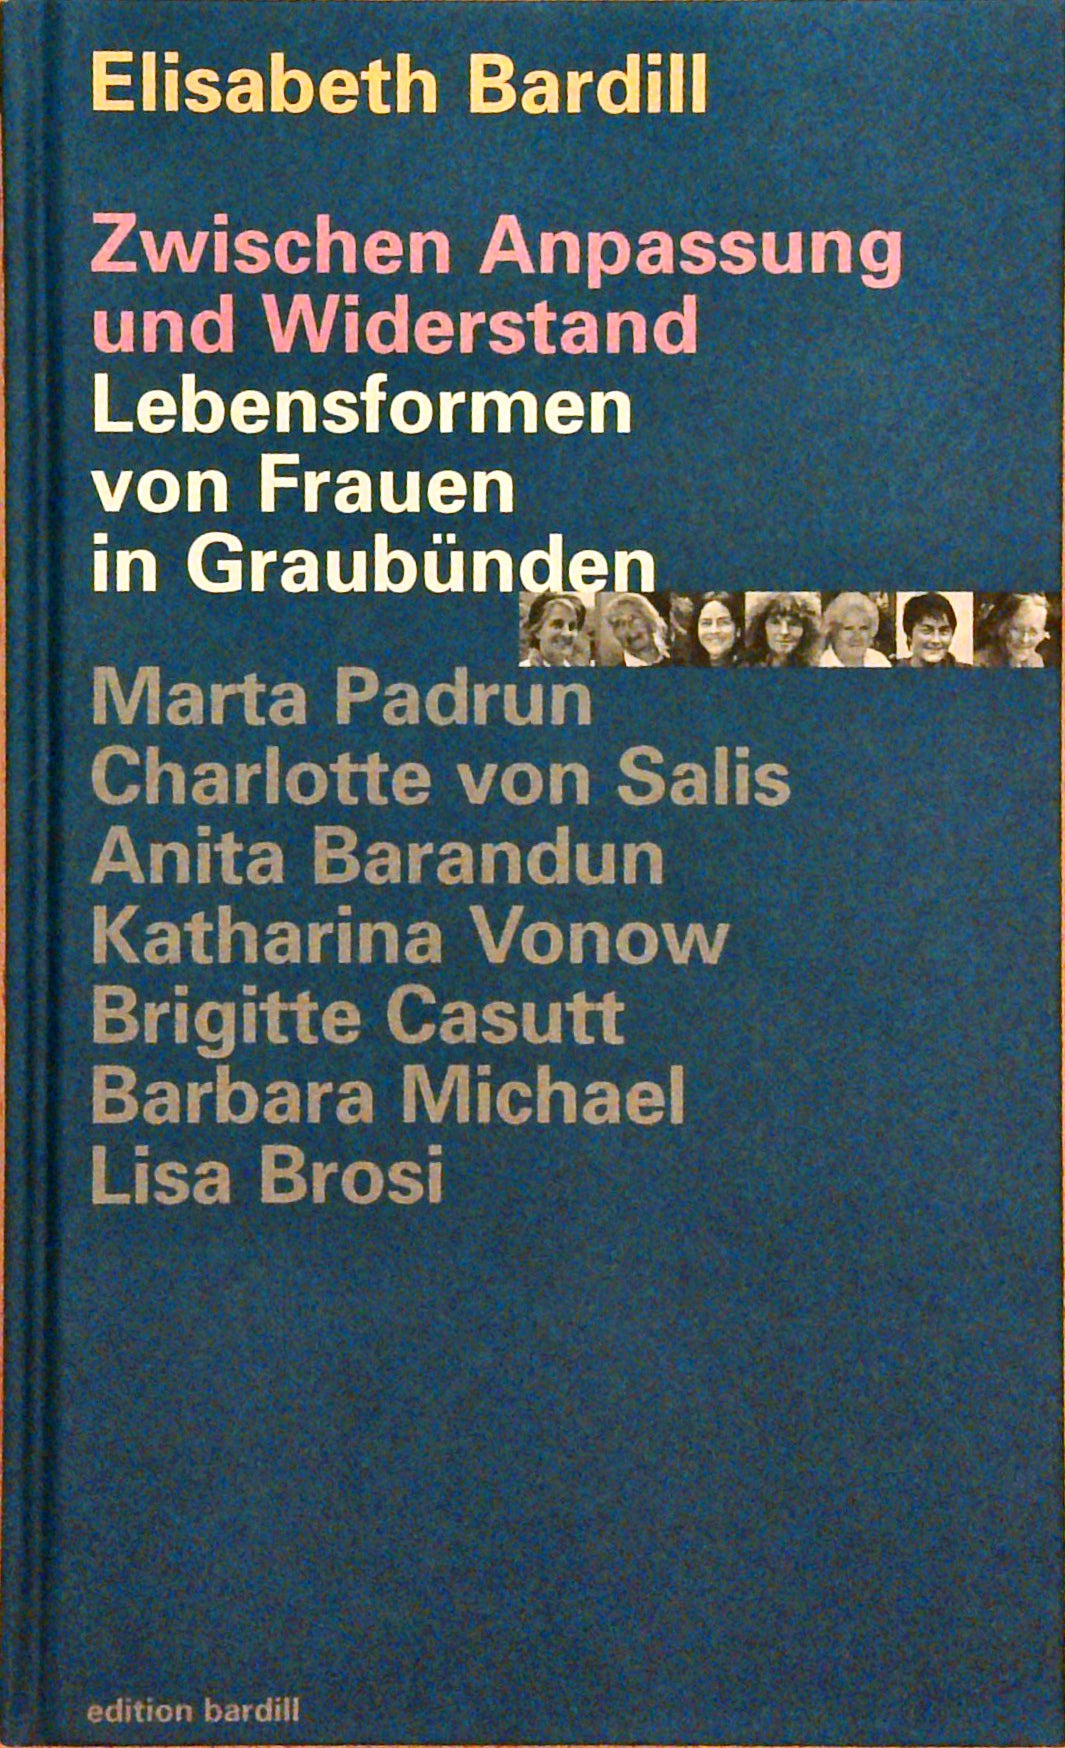 Elisabeth Bardill
Zwischen Anpassung
und Widerstand
Lebensformen
von Frauen
in Graubünden
Marta Padrun
Charlotte von Salis
Anita Barandun
Katharina Vonow
Brigitte Casutt
Barbara Michael
Lisa Brosi
edition bardill